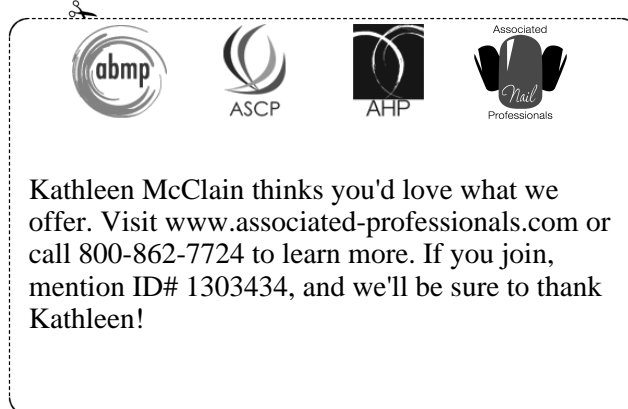 abmp
ASCP
AHP
Associated
Nail
Professionals
Kathleen McClain thinks you'd love what we
offer. Visit www.associated-professionals.com or
call 800-862-7724 to learn more. If you join,
mention ID# 1303434, and we'll be sure to thank
Kathleen!